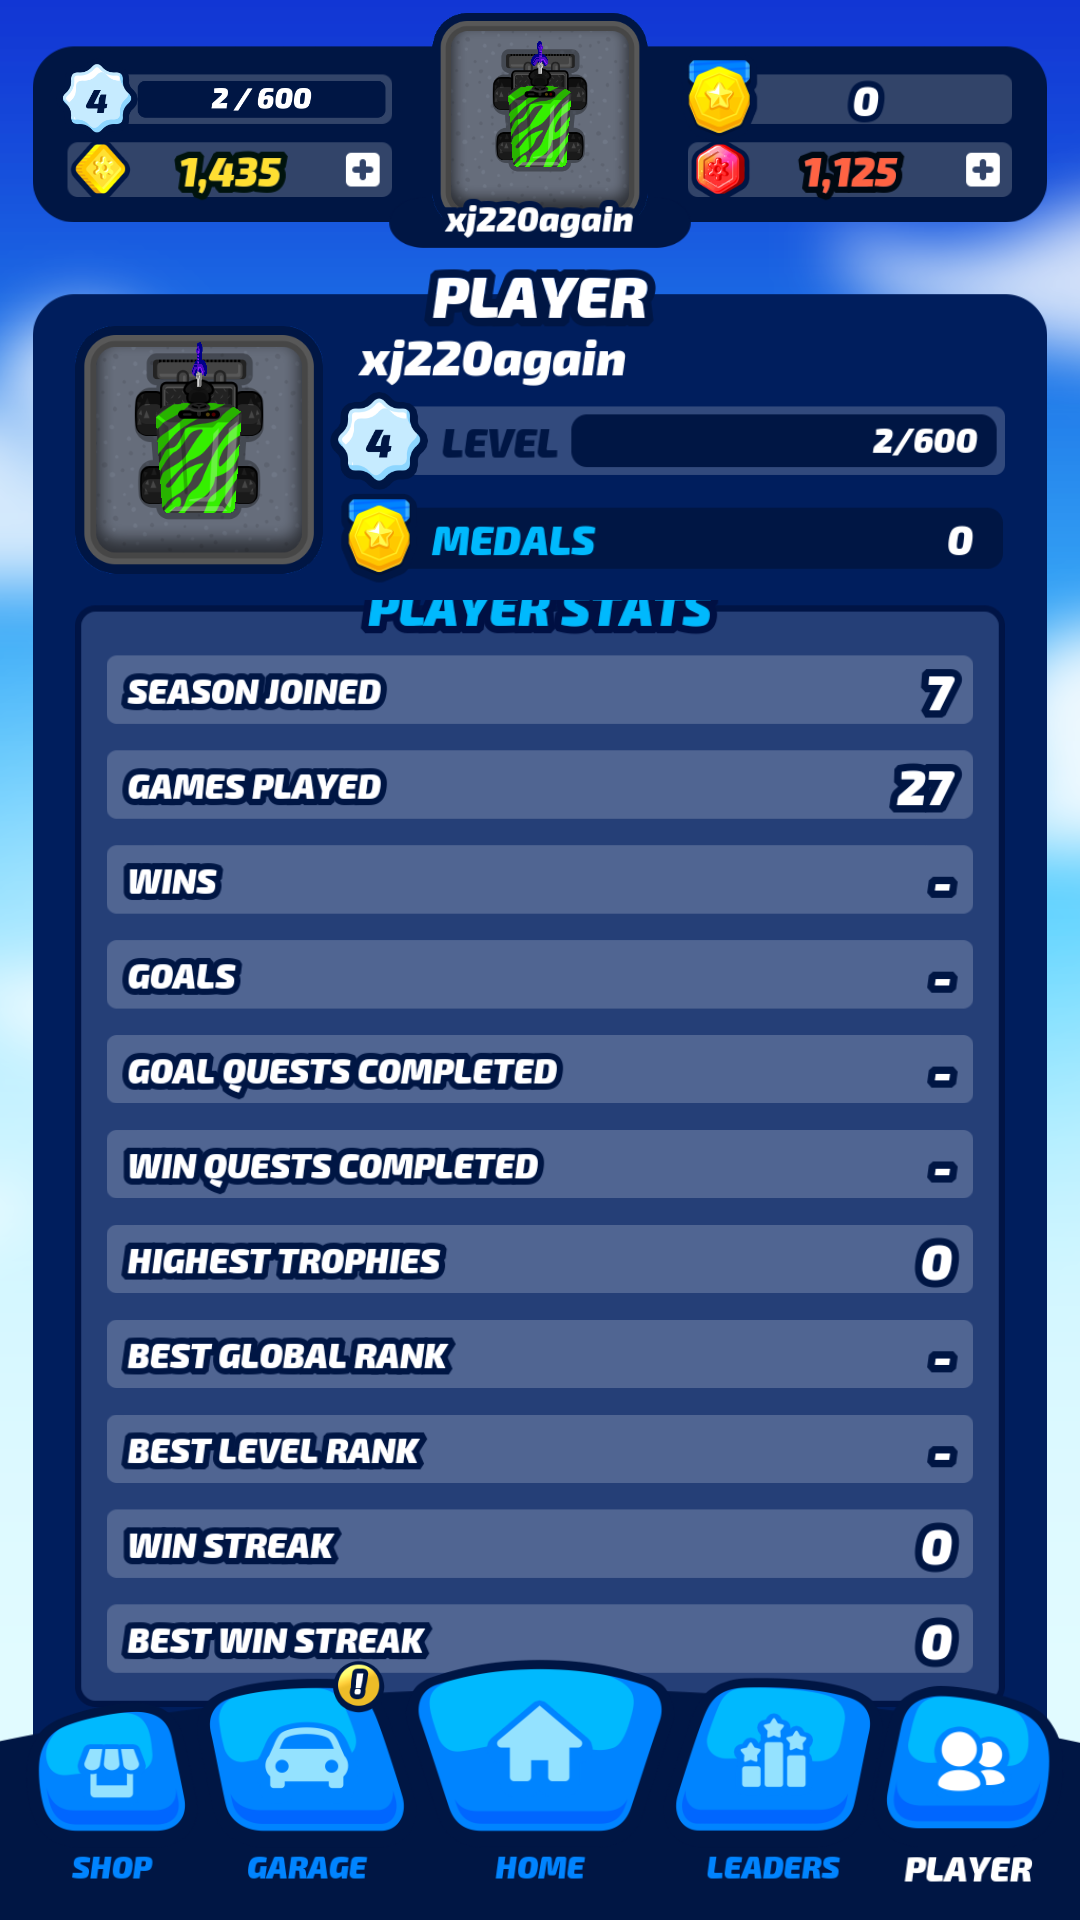 4
2 / 600
0
1,435
1,125
xj220again
PLAYER
xj220again
4
LEVEL
2/600
MEDALS
0
PLAYER STATS
SEASON JOINED
7
GAMES PLAYED
27
WINS
-
GOALS
-
GOAL QUESTS COMPLETED
-
WIN QUESTS COMPLETED
-
HIGHEST TROPHIES
0
BEST GLOBAL RANK
-
BEST LEVEL RANK
-
WIN STREAK
0
BEST WIN STREAK
0
!
SHOP
GARAGE
HOME
LEADERS
PLAYER